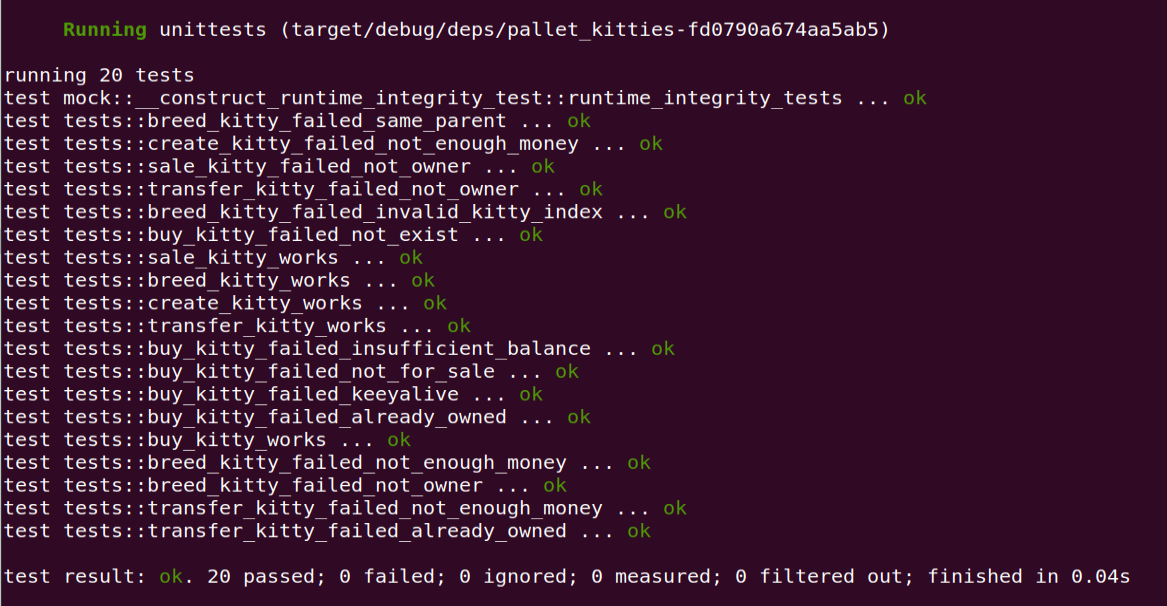 Running unittests (target/debug/deps/pallet_kitties-fd0790a674aa5ab5)
running 20 tests
test mock::__construct_runtime_integrity_test::runtime_integrity_tests ... ok
test tests::breed_kitty_failed_same_parent ... ok
test tests::create_kitty_failed_not_enough_money ... ok
test tests::sale_kitty_failed_not_owner ... ok
test tests::transfer_kitty_failed_not_owner ... ok
test tests::breed_kitty_failed_invalid_kitty_index ... ok
test tests::buy_kitty_failed_not_exist ... ok
test tests::sale_kitty_works ... ok
test tests::breed_kitty_works ... ok
test tests::create_kitty_works ... ok
test tests::transfer_kitty_works ... ok
test tests::buy_kitty_failed_insufficient_balance ... ok
test tests::buy_kitty_failed_not_for_sale ... ok
test tests::buy_kitty_failed_keeyalive ... ok
test tests::buy_kitty_failed_already_owned ... ok
test tests::buy_kitty_works ... ok
test tests::breed_kitty_failed_not_enough_money ... ok
test tests::breed_kitty_failed_not_owner ... ok
test tests::transfer_kitty_failed_not_enough_money ... ok
test tests::transfer_kitty_failed_already_owned ... ok
test result: ok. 20 passed; 0 failed; 0 ignored; 0 measured; 0 filtered out; finished in 0.04s